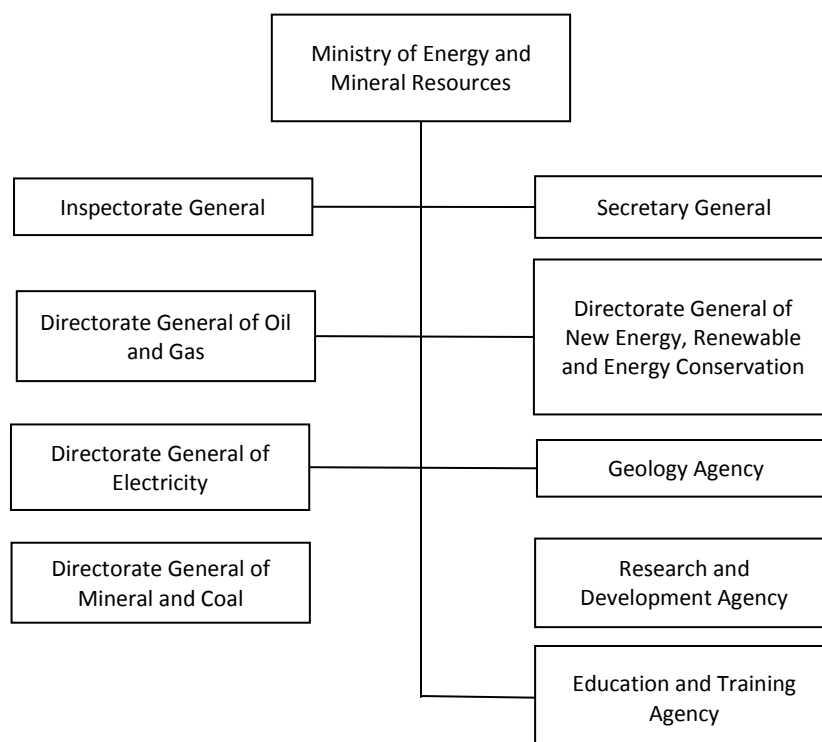 Ministry of Energy and
Mineral Resources
Inspectorate General
Secretary General
Directorate General of Oil
and Gas
Directorate General of
New Energy, Renewable
and Energy Conservation
Directorate General of
Electricity
Geology Agency
Directorate General of
Mineral and Coal
Research and
Development Agency
Education and Training
Agency